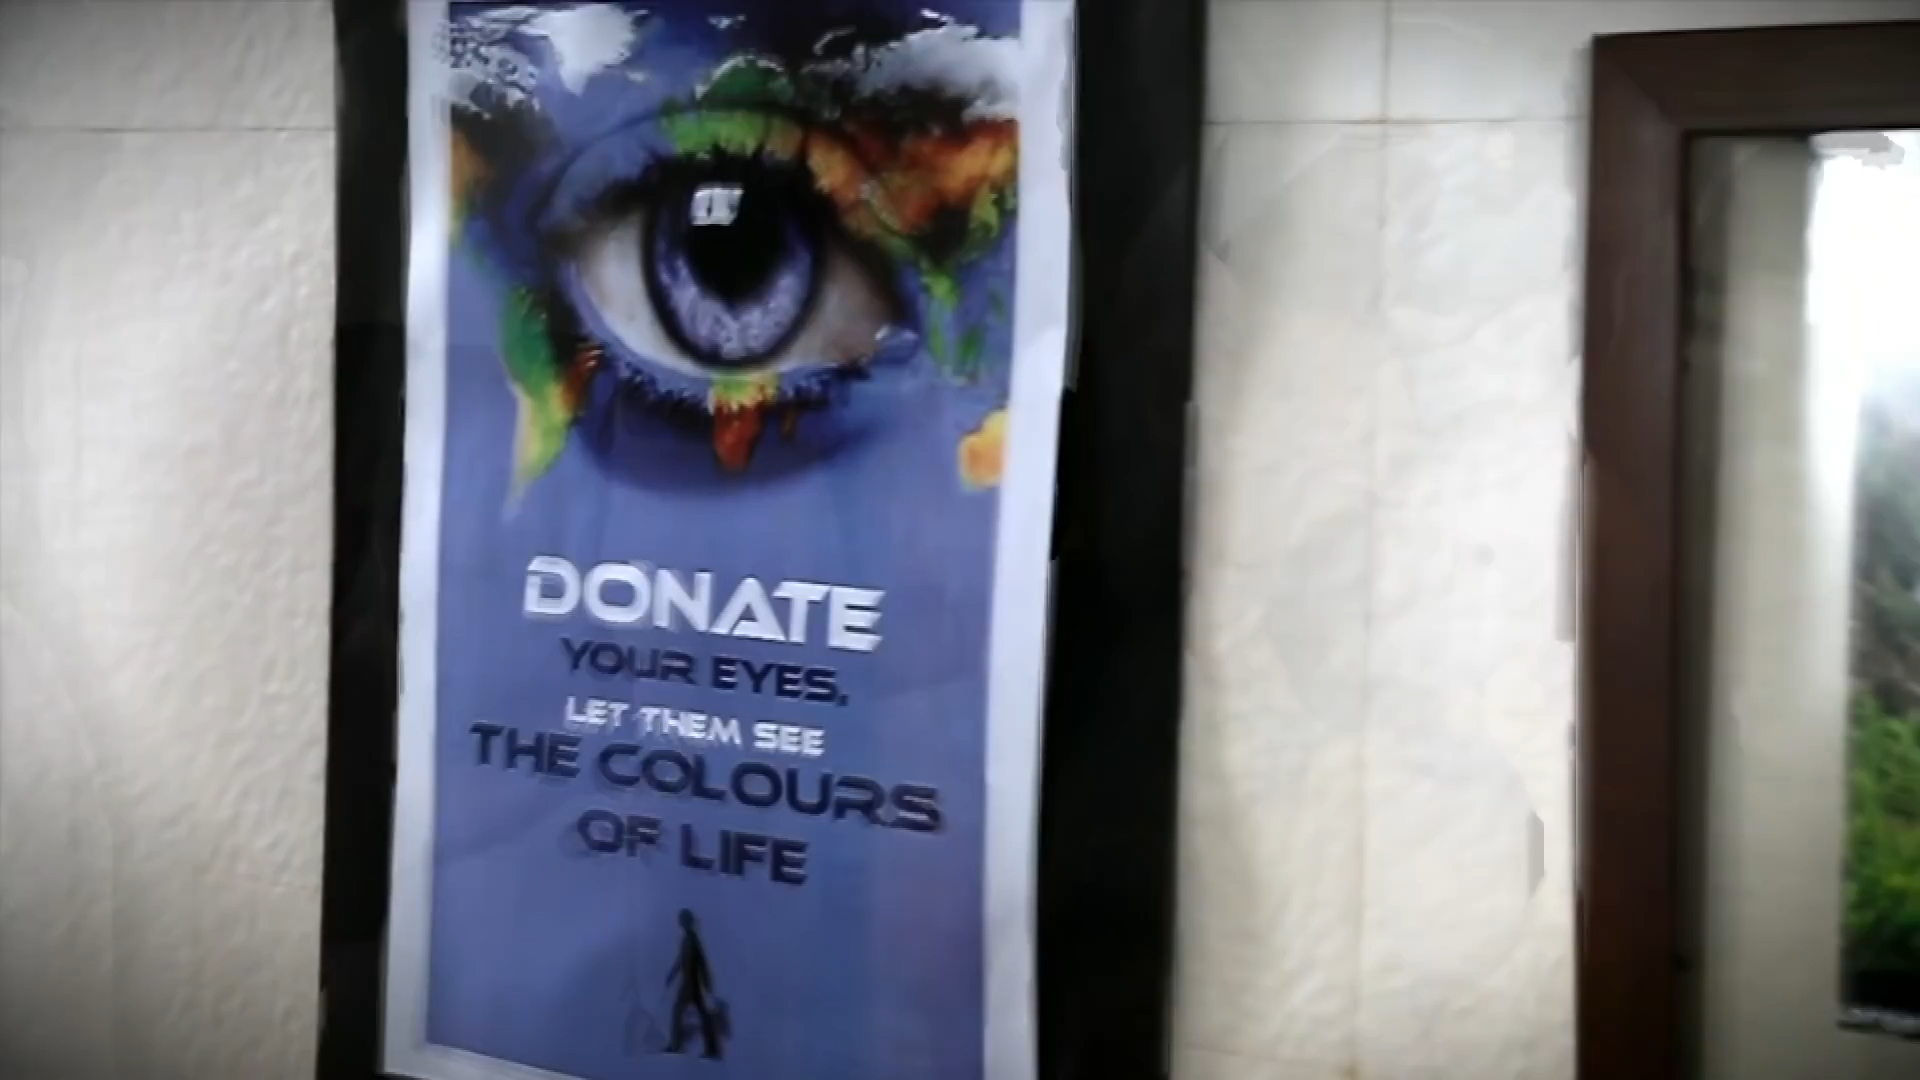 DONATE
YOUR EYES,
LET THEM SEE
THE COLOURS
OF LIFE